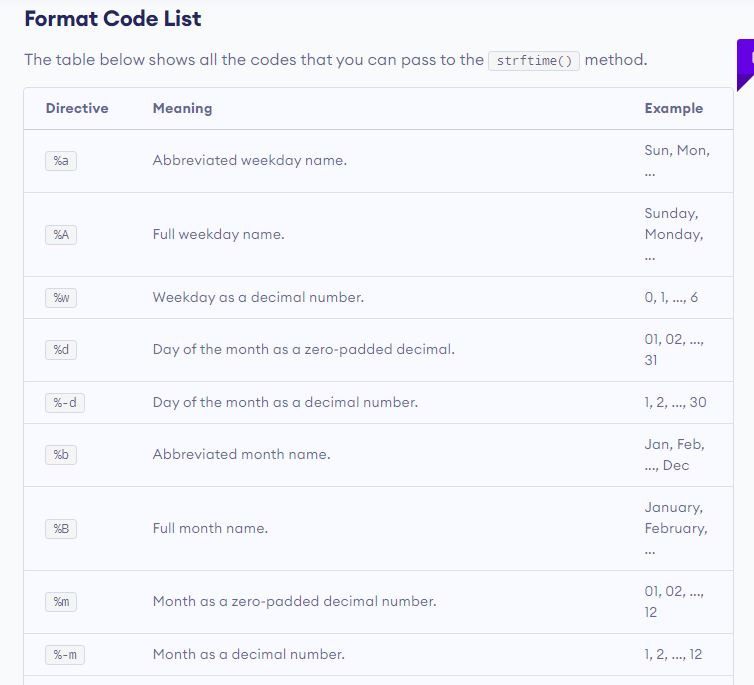 Format Code List
The table below shows all the codes that you can pass to the strftime() method.
Directive Meaning Example
%a Abbreviated weekday name. Sun, Mon,
...
%A Full weekday name. Sunday,
Monday,
...
%w Weekday as a decimal number. 0, 1, ..., 6
%d Day of the month as a zero-padded decimal. 01, 02, ...,
31
%-d Day of the month as a decimal number. 1, 2, ..., 30
%b Abbreviated month name. Jan, Feb,
..., Dec
%B Full month name. January,
February,
...
%m Month as a zero-padded decimal number. 01, 02, ...,
12
%-m Month as a decimal number. 1, 2, ..., 12